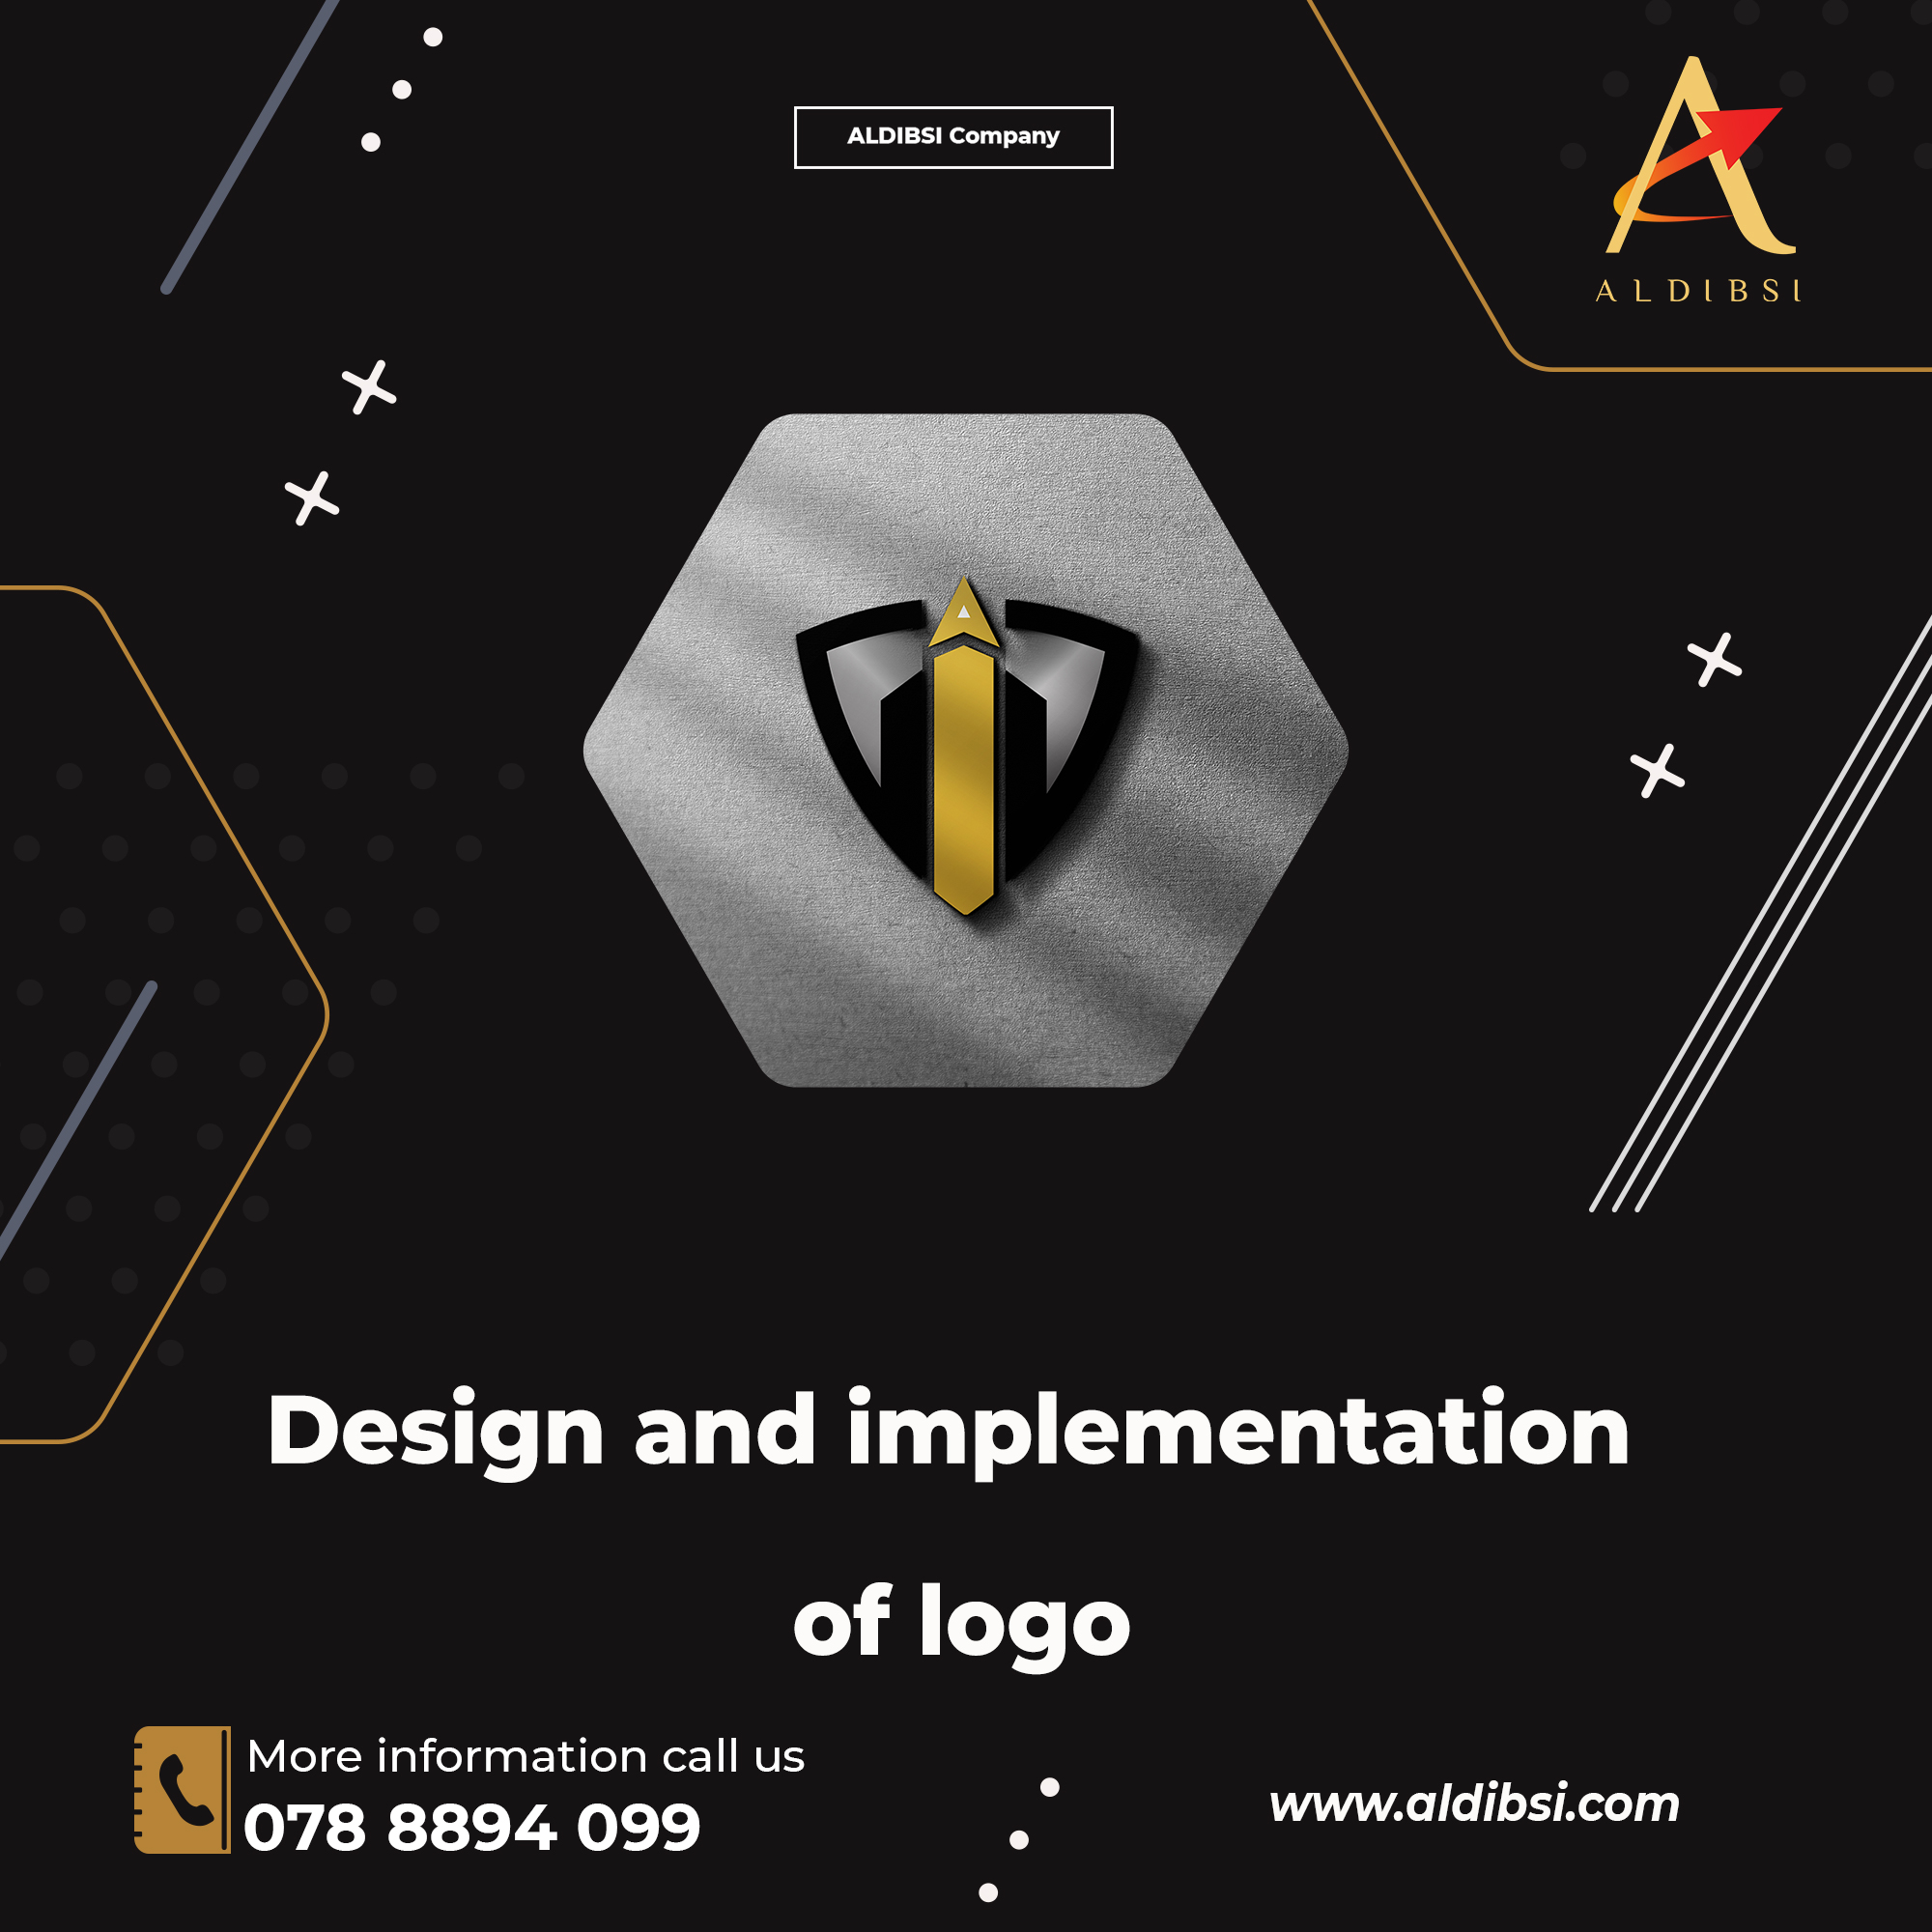 ALDIBSI Company
ALDIBSI
Design and implementation
of logo
More information call us
078 8894 099
www.aldibsi.com